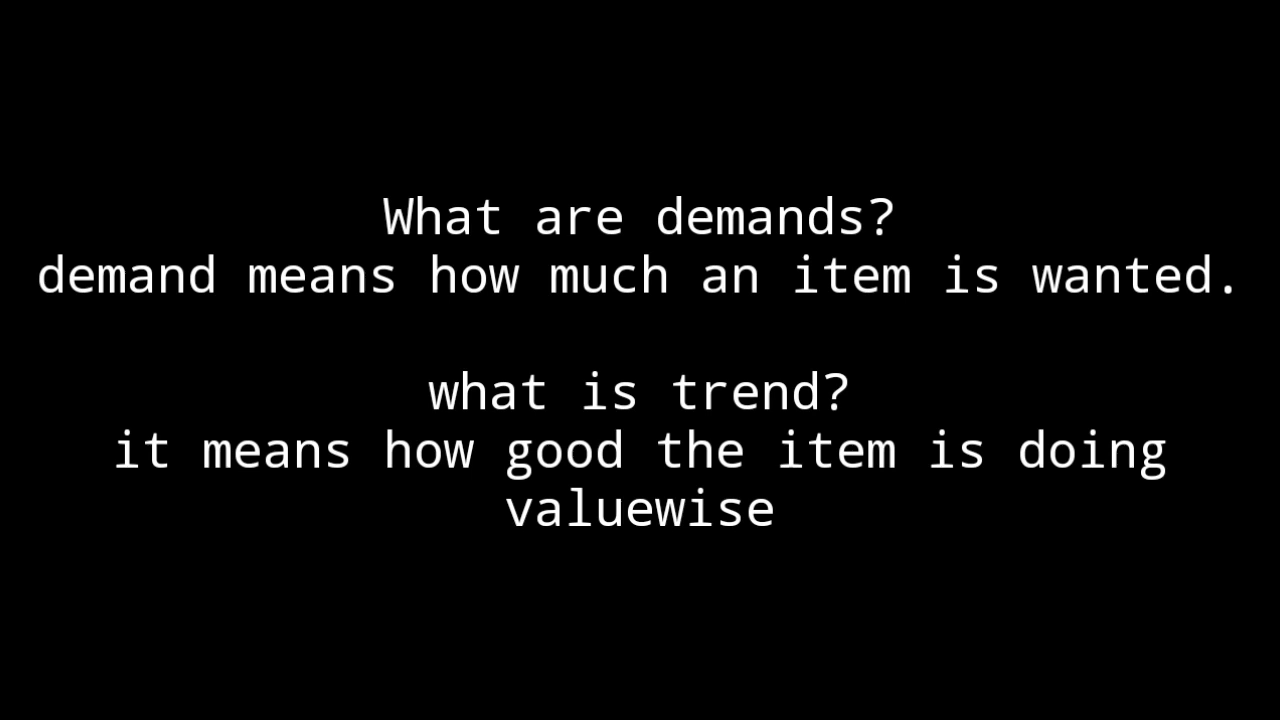 What are demands?
demand means how much an item is wanted.
what is trend?
it means how good the item is doing
valuewise